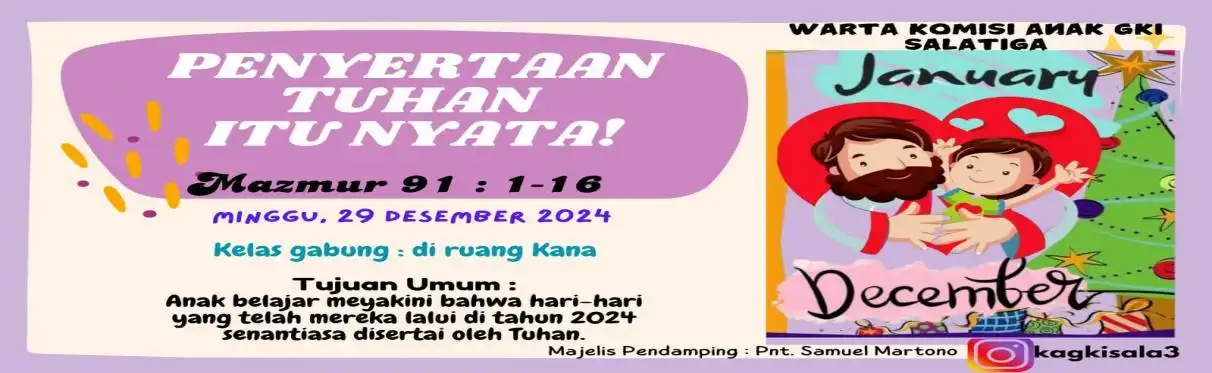 PENYERTAAN
TUHAN
ITU NYATA!
Mazmur 91 : 1-16
MINGGU, 29 DESEMBER 2024
Kelas gabung : di ruang Kana
Tujuan Umum :
Anak belajar meyakini bahwa hari-hari
yang telah mereka lalui di tahun 2024
senantiasa disertai oleh Tuhan.
WARTA KOMISI ANAK GKI
SALATIGA
January
December
Majelis Pendamping : Pnt. Samuel Martono
kagkisala3